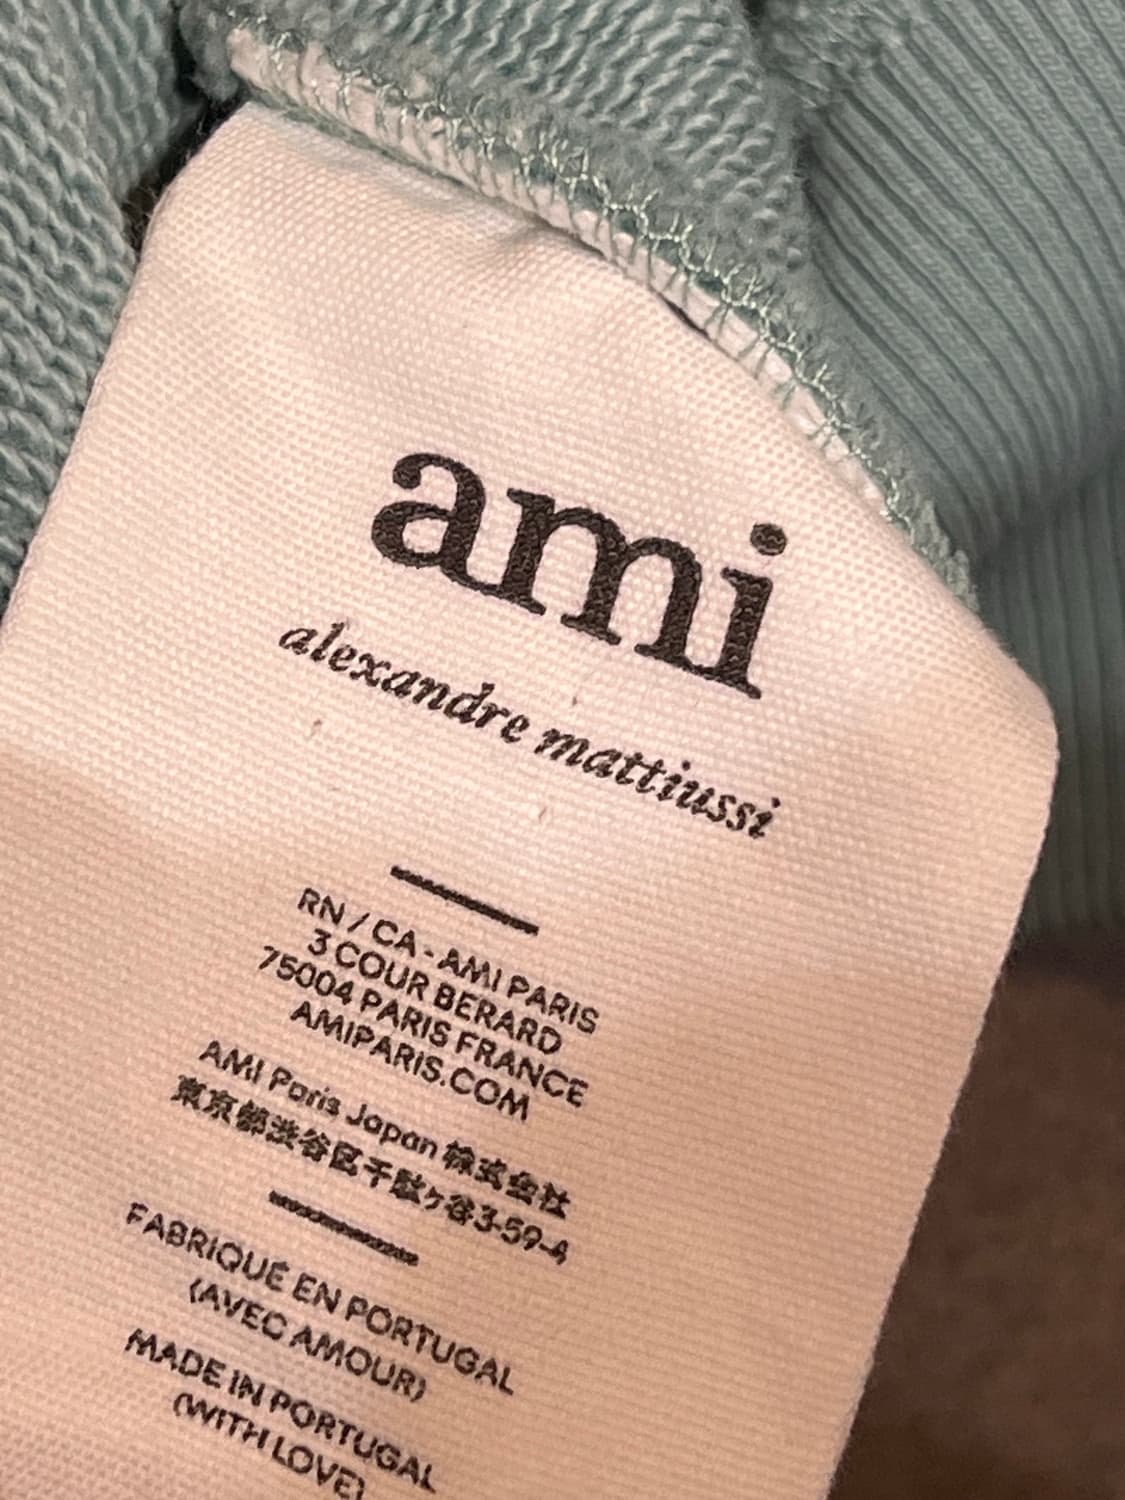 ami
alexandre mattiussi
RN / CA - AMI PARIS
3 COUR BERARD
75004 PARIS FRANCE
AMIPARIS.COM
AMI Paris Japan 株式会社
東京都渋谷区千駄ヶ谷3-59-4
FABRIQUÉ EN PORTUGAL
(AVEC AMOUR)
MADE IN PORTUGAL
(WITH LOVE)